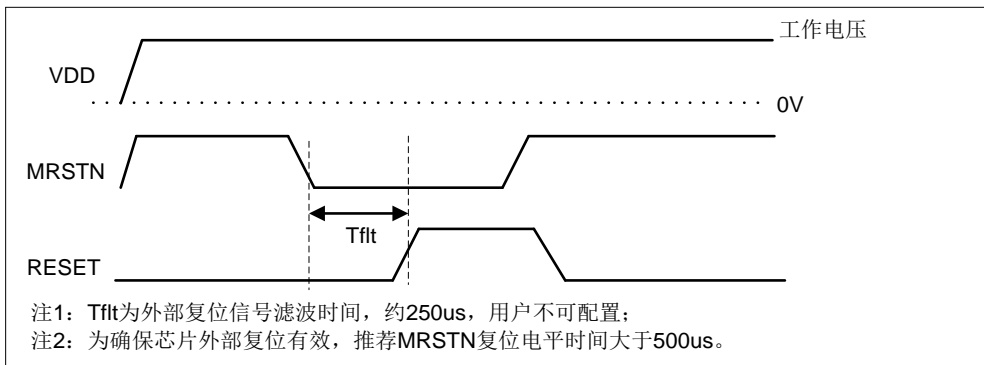 工作电压
VDD
0V
MRSTN
Tflt
RESET
注1：Tflt为外部复位信号滤波时间，约250us，用户不可配置；
注2：为确保芯片外部复位有效，推荐MRSTN复位电平时间大于500us。